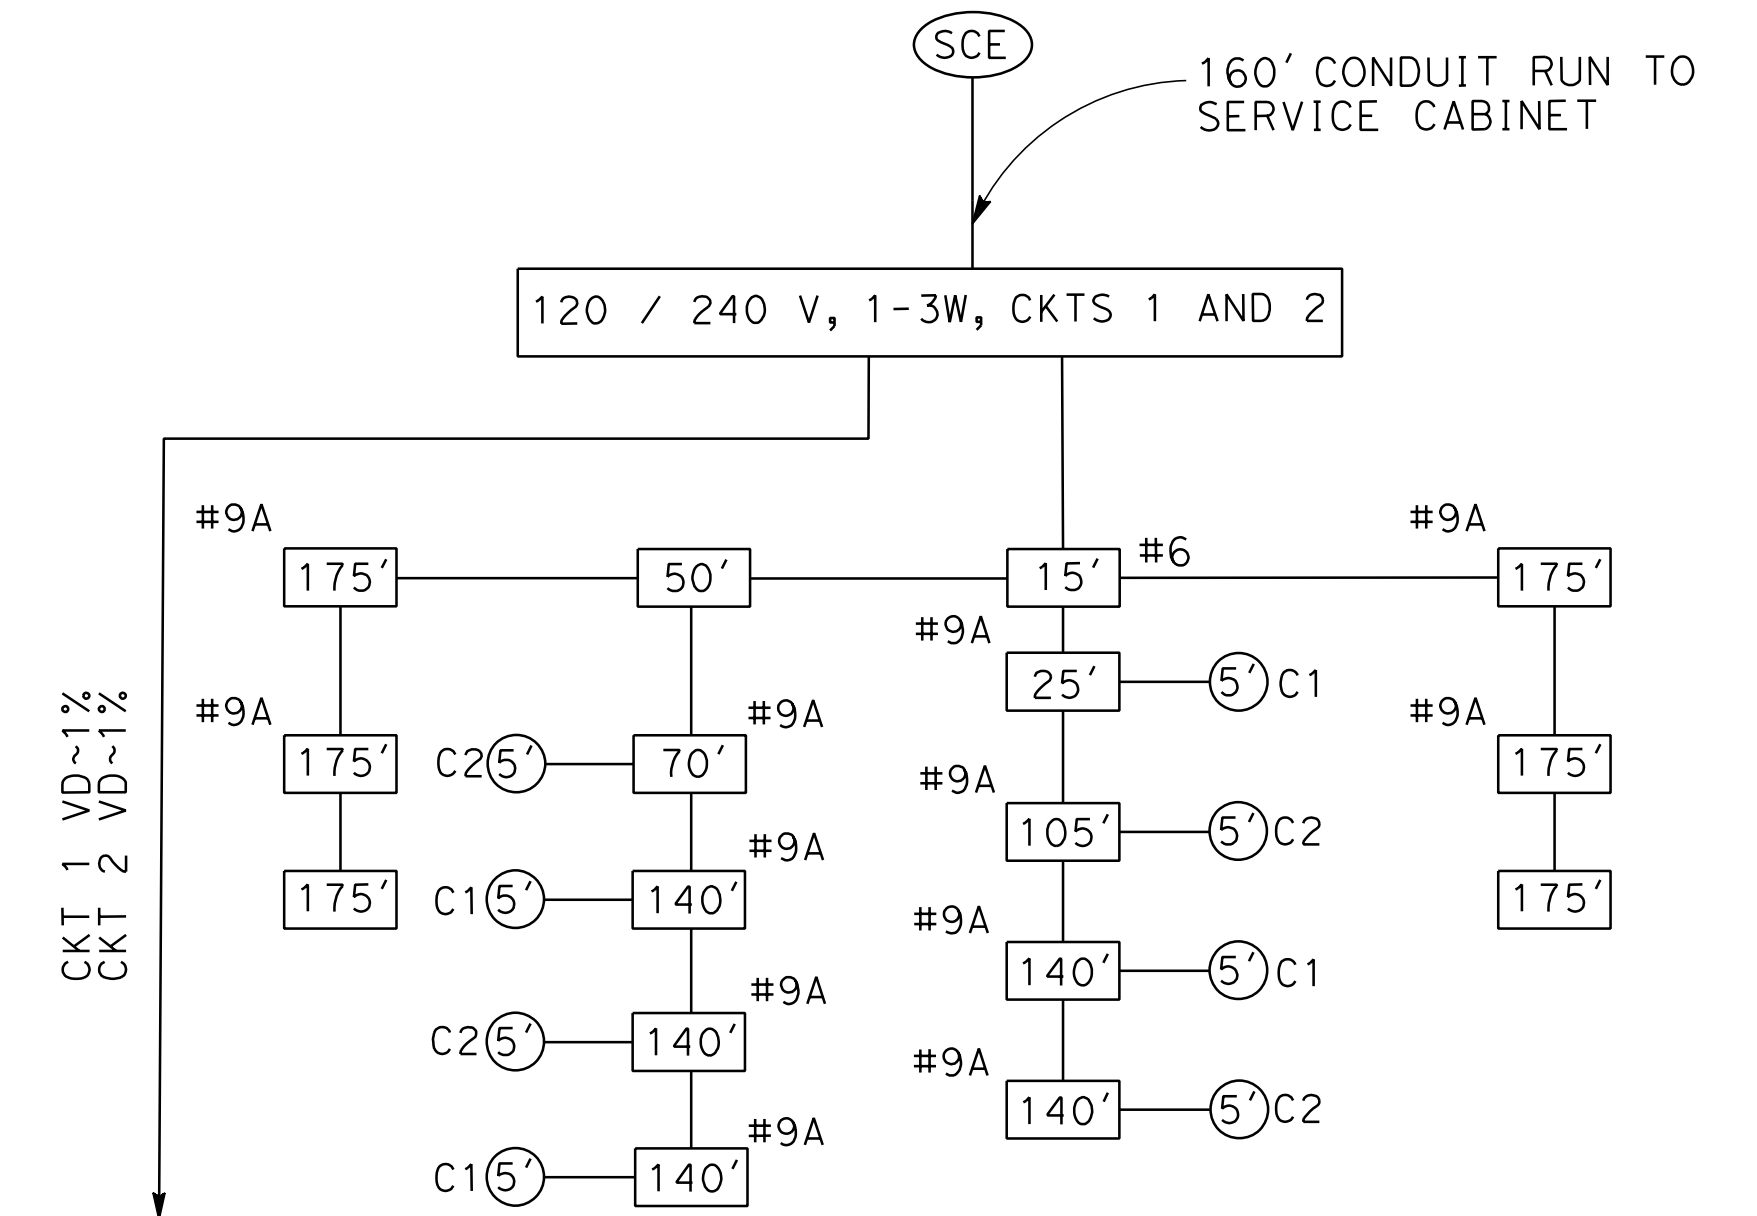 SCE
160' CONDUIT RUN TO
SERVICE CABINET
120 / 240 V, 1-3W, CKTS 1 AND 2
CKT 1 VD~1%
CKT 2 VD~1%
#9A
#9A
175'
50'
15'
#6
175'
#9A
25'
5'
C1
#9A
#9A
#9A
175'
C2
5'
70'
175'
#9A
105'
5'
C2
#9A
175'
C1
5'
140'
175'
#9A
140'
5'
C1
#9A
C2
5'
140'
#9A
140'
5'
C2
#9A
C1
5'
140'